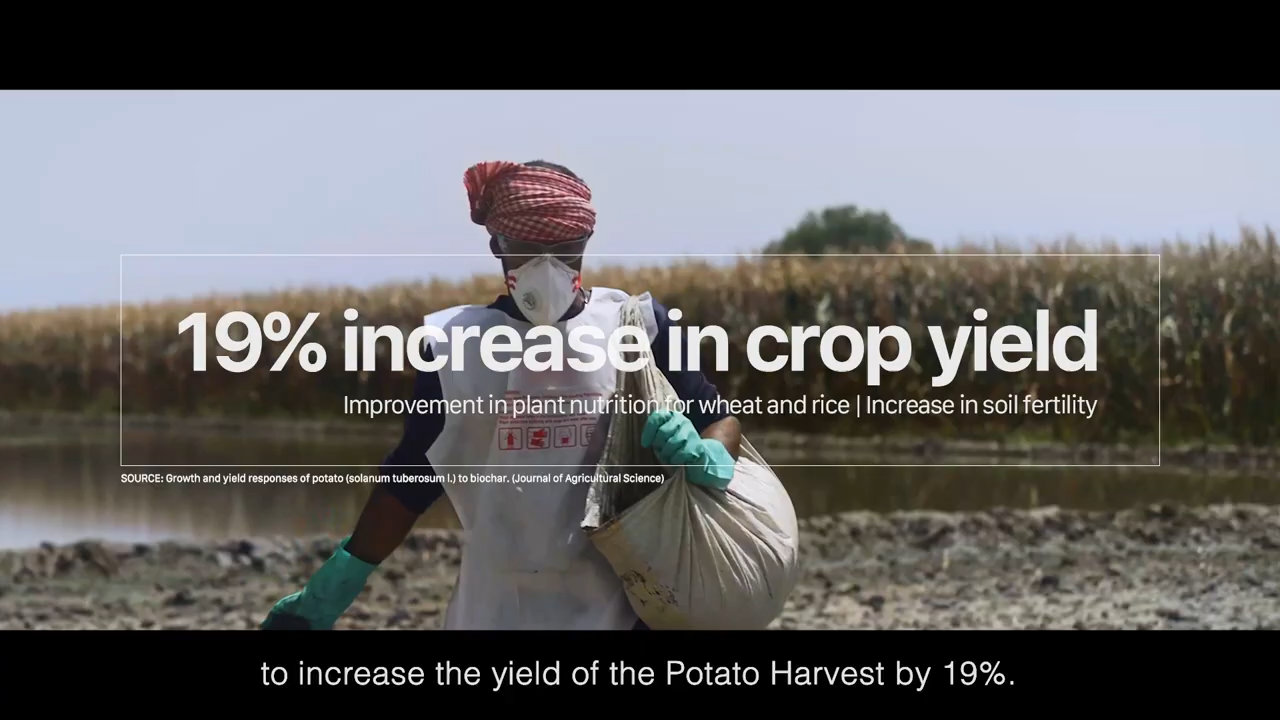 19% increase in crop yield
Improvement in plant nutrition for wheat and rice | Increase in soil fertility
SOURCE: Growth and yield responses of potato (solanum tuberosum l.) to biochar. (Journal of Agricultural Science)
to increase the yield of the Potato Harvest by 19%.